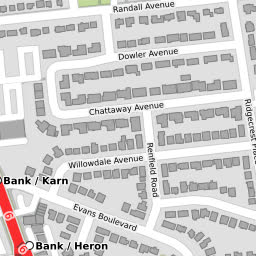 Randall Avenue
Dowler Avenue
Chattaway Avenue
Ridgecrest Place
Renfield Road
Willowdale Avenue
Bank / Karn
Evans Boulevard
Bank / Heron